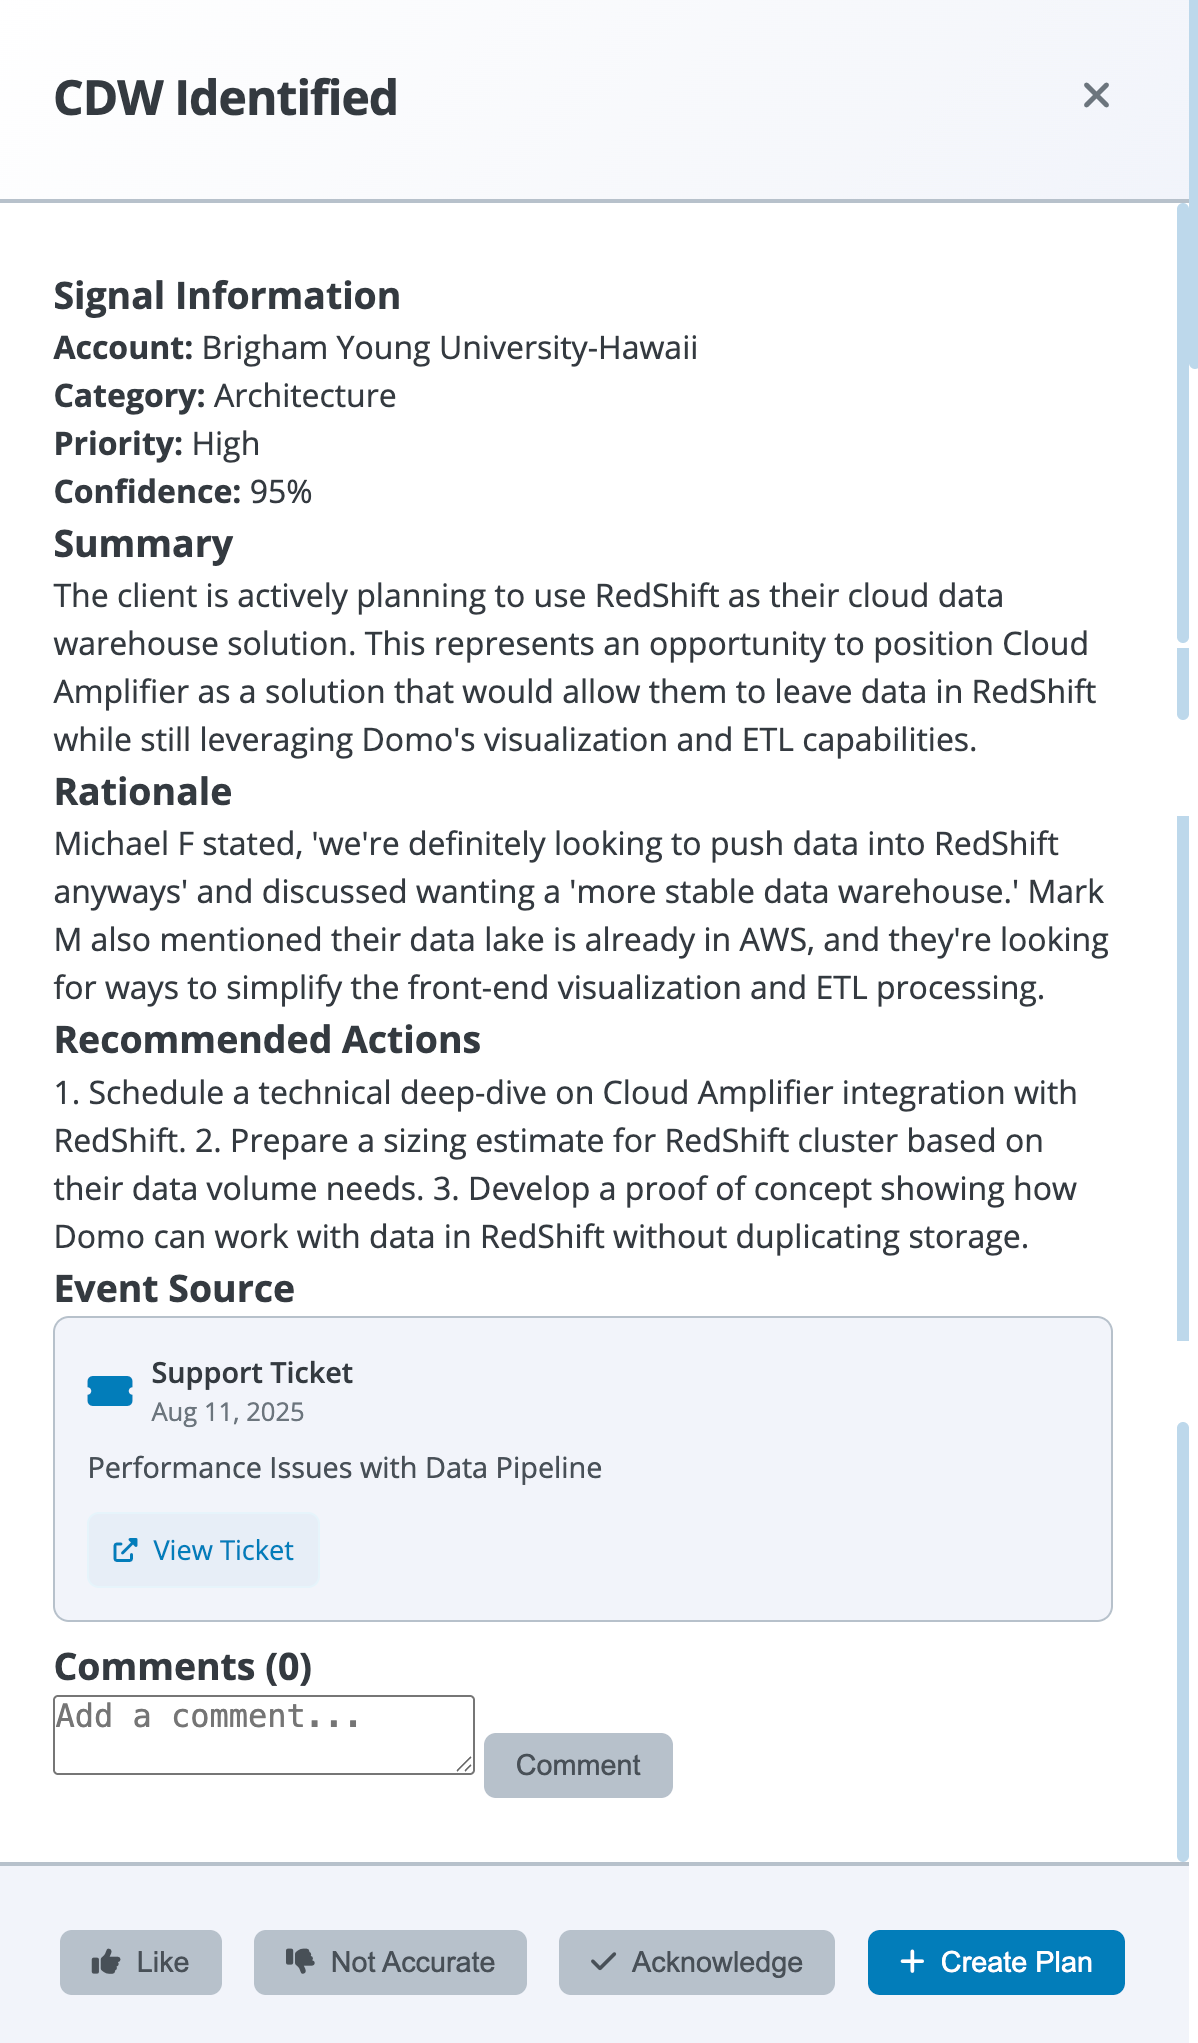 CDW Identified
Signal Information
Account: Brigham Young University-Hawaii
Category: Architecture
Priority: High
Confidence: 95%
Summary
The client is actively planning to use RedShift as their cloud data
warehouse solution. This represents an opportunity to position Cloud
Amplifier as a solution that would allow them to leave data in RedShift
while still leveraging Domo's visualization and ETL capabilities.
Rationale
Michael F stated, 'we're definitely looking to push data into RedShift
anyways' and discussed wanting a 'more stable data warehouse.' Mark
M also mentioned their data lake is already in AWS, and they're looking
for ways to simplify the front-end visualization and ETL processing.
Recommended Actions
1. Schedule a technical deep-dive on Cloud Amplifier integration with
RedShift. 2. Prepare a sizing estimate for RedShift cluster based on
their data volume needs. 3. Develop a proof of concept showing how
Domo can work with data in RedShift without duplicating storage.
Event Source
Support Ticket
Aug 11, 2025
Performance Issues with Data Pipeline
View Ticket
Comments (0)
Add a comment...
Comment
Like
Not Accurate
Acknowledge
Create Plan